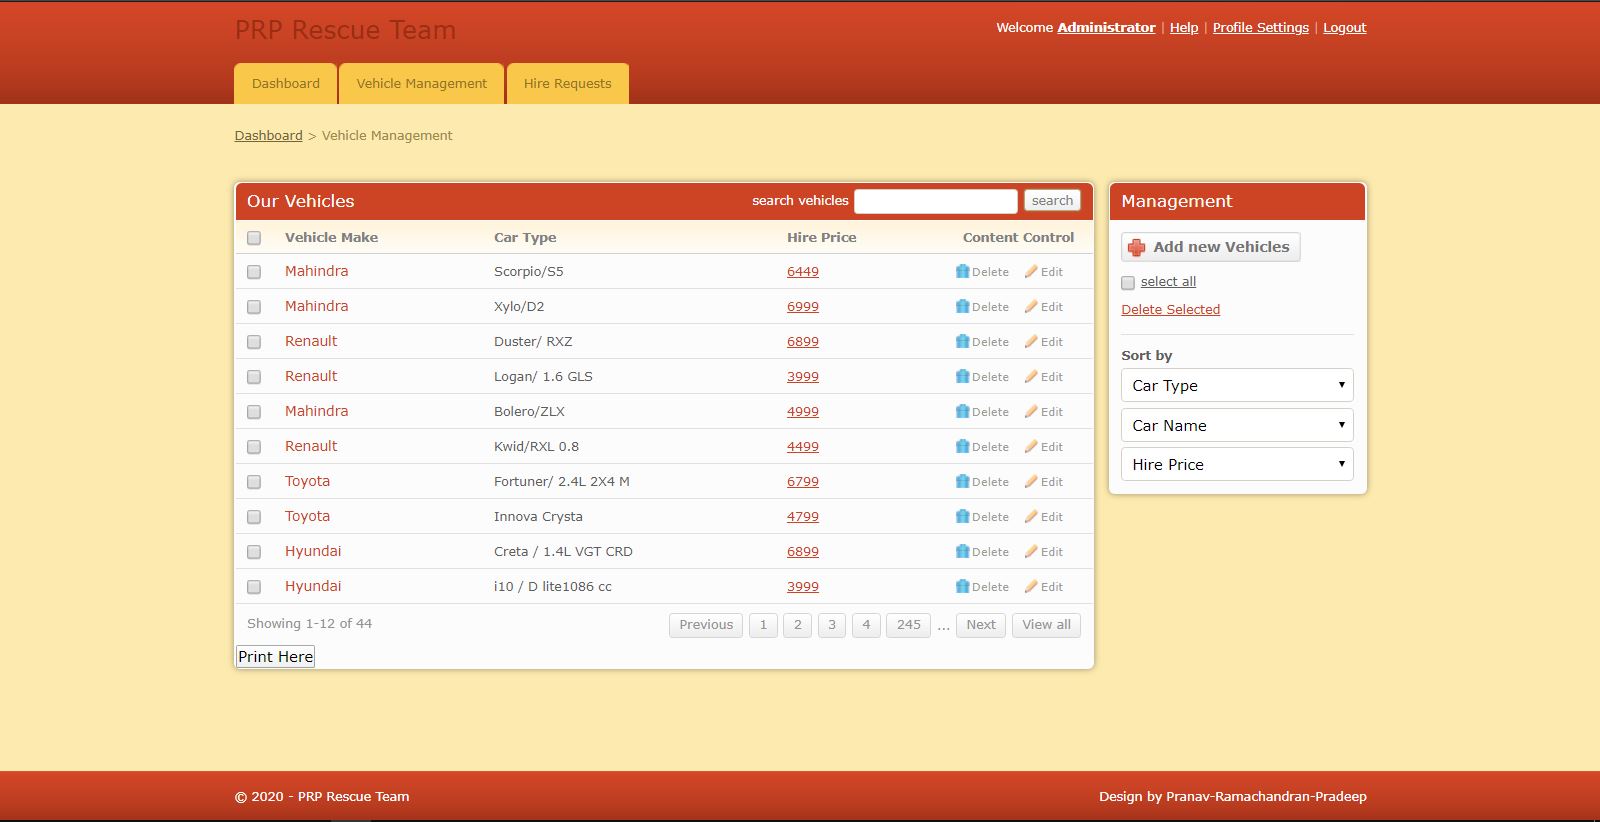 PRP Rescue Team
Welcome Administrator | Help | Profile Settings | Logout
Dashboard
Vehicle Management
Hire Requests
Dashboard > Vehicle Management
Our Vehicles
search vehicles search
Vehicle Make Car Type Hire Price Content Control
Mahindra Scorpio/S5 6449 Delete Edit
Mahindra Xylo/D2 6999 Delete Edit
Renault Duster/ RXZ 6899 Delete Edit
Renault Logan/ 1.6 GLS 3999 Delete Edit
Mahindra Bolero/ZLX 4999 Delete Edit
Renault Kwid/RXL 0.8 4499 Delete Edit
Toyota Fortuner/ 2.4L 2X4 M 6799 Delete Edit
Toyota Innova Crysta 4799 Delete Edit
Hyundai Creta / 1.4L VGT CRD 6899 Delete Edit
Hyundai i10 / D lite1086 cc 3999 Delete Edit
Showing 1-12 of 44 Previous 1 2 3 4 245 ... Next View all
Print Here
Management
Add new Vehicles
select all
Delete Selected
Sort by
Car Type
Car Name
Hire Price
© 2020 - PRP Rescue Team
Design by Pranav-Ramachandran-Pradeep